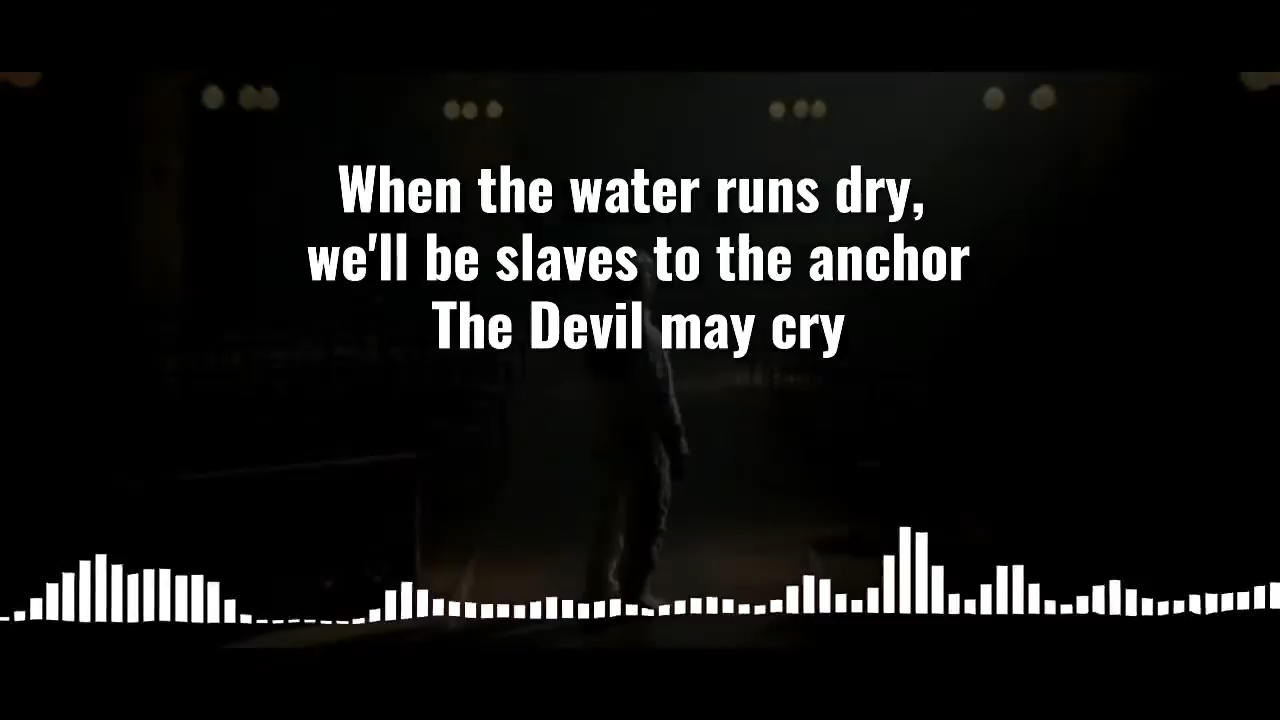 When the water runs dry,
we'll be slaves to the anchor
The Devil may cry